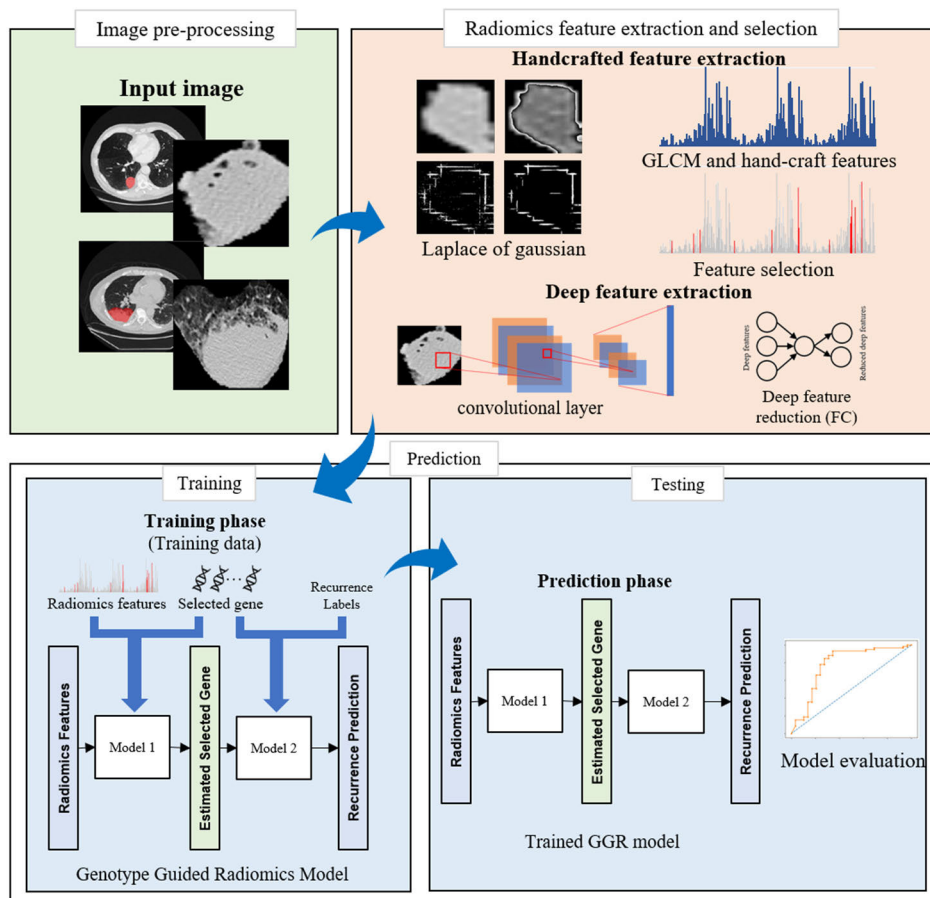 Image pre-processing
Input image
Radiomics feature extraction and selection
Handcrafted feature extraction
GLCM and hand-craft features
Laplace of gaussian
Feature selection
Deep feature extraction
convolutional layer
Deep features
Reduced deep features
Deep feature
reduction (FC)
Prediction
Training
Training phase
(Training data)
Radiomics features
Selected gene
Recurrence
Labels
Radiomics Features
Model 1
Estimated Selected Gene
Model 2
Recurrence Prediction
Genotype Guided Radiomics Model
Testing
Prediction phase
Radiomics Features
Model 1
Estimated Selected Gene
Model 2
Recurrence Prediction
Model evaluation
Trained GGR model